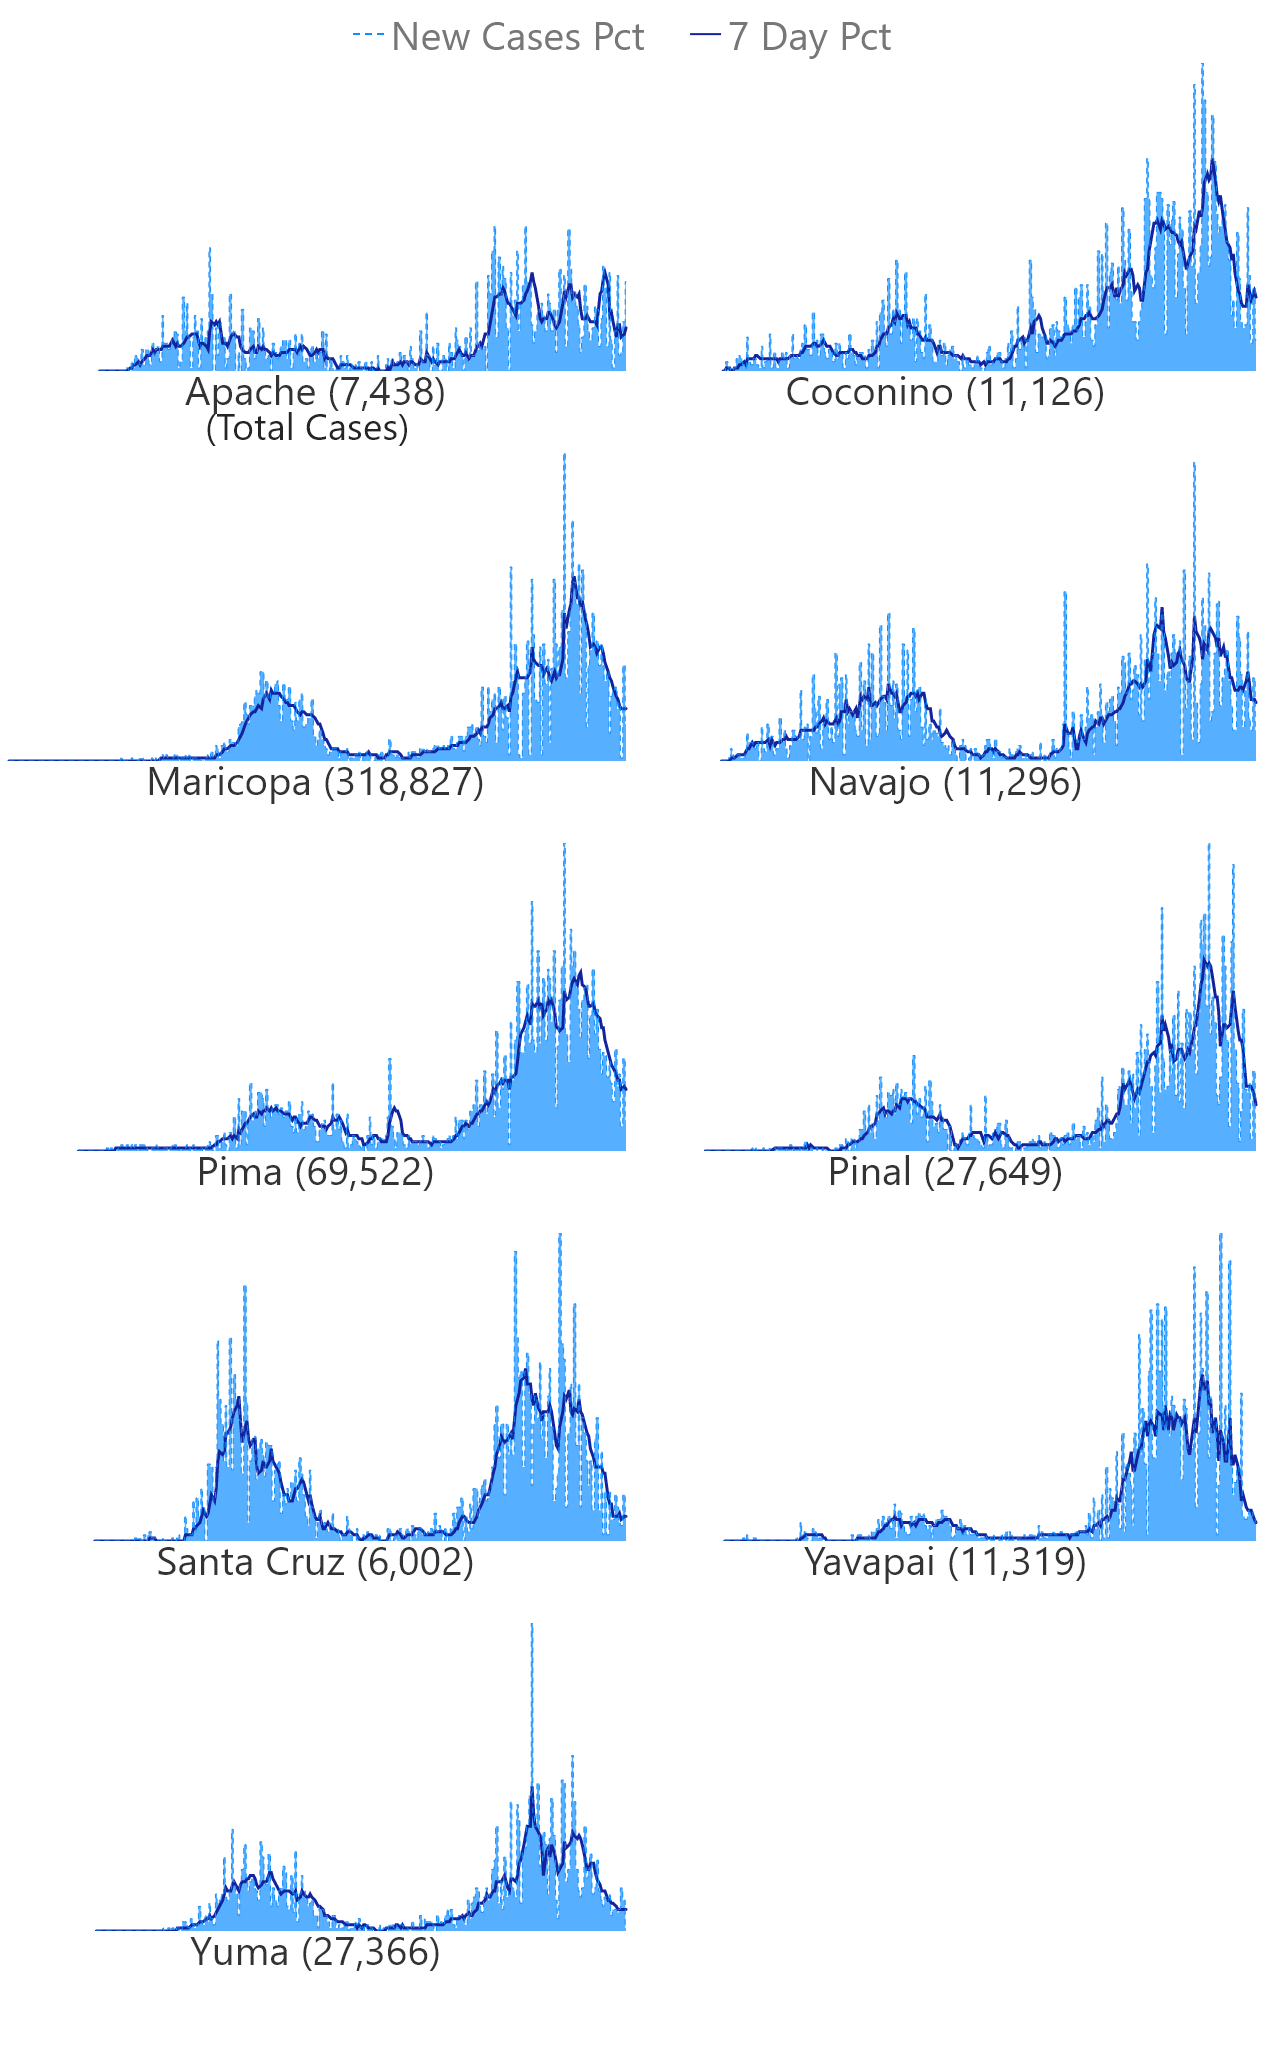 New Cases Pct 7 Day Pct
Apache (7,438) Coconino (11,126)
(Total Cases)
Maricopa (318,827) Navajo (11,296)
Pima (69,522) Pinal (27,649)
Santa Cruz (6,002) Yavapai (11,319)
Yuma (27,366)